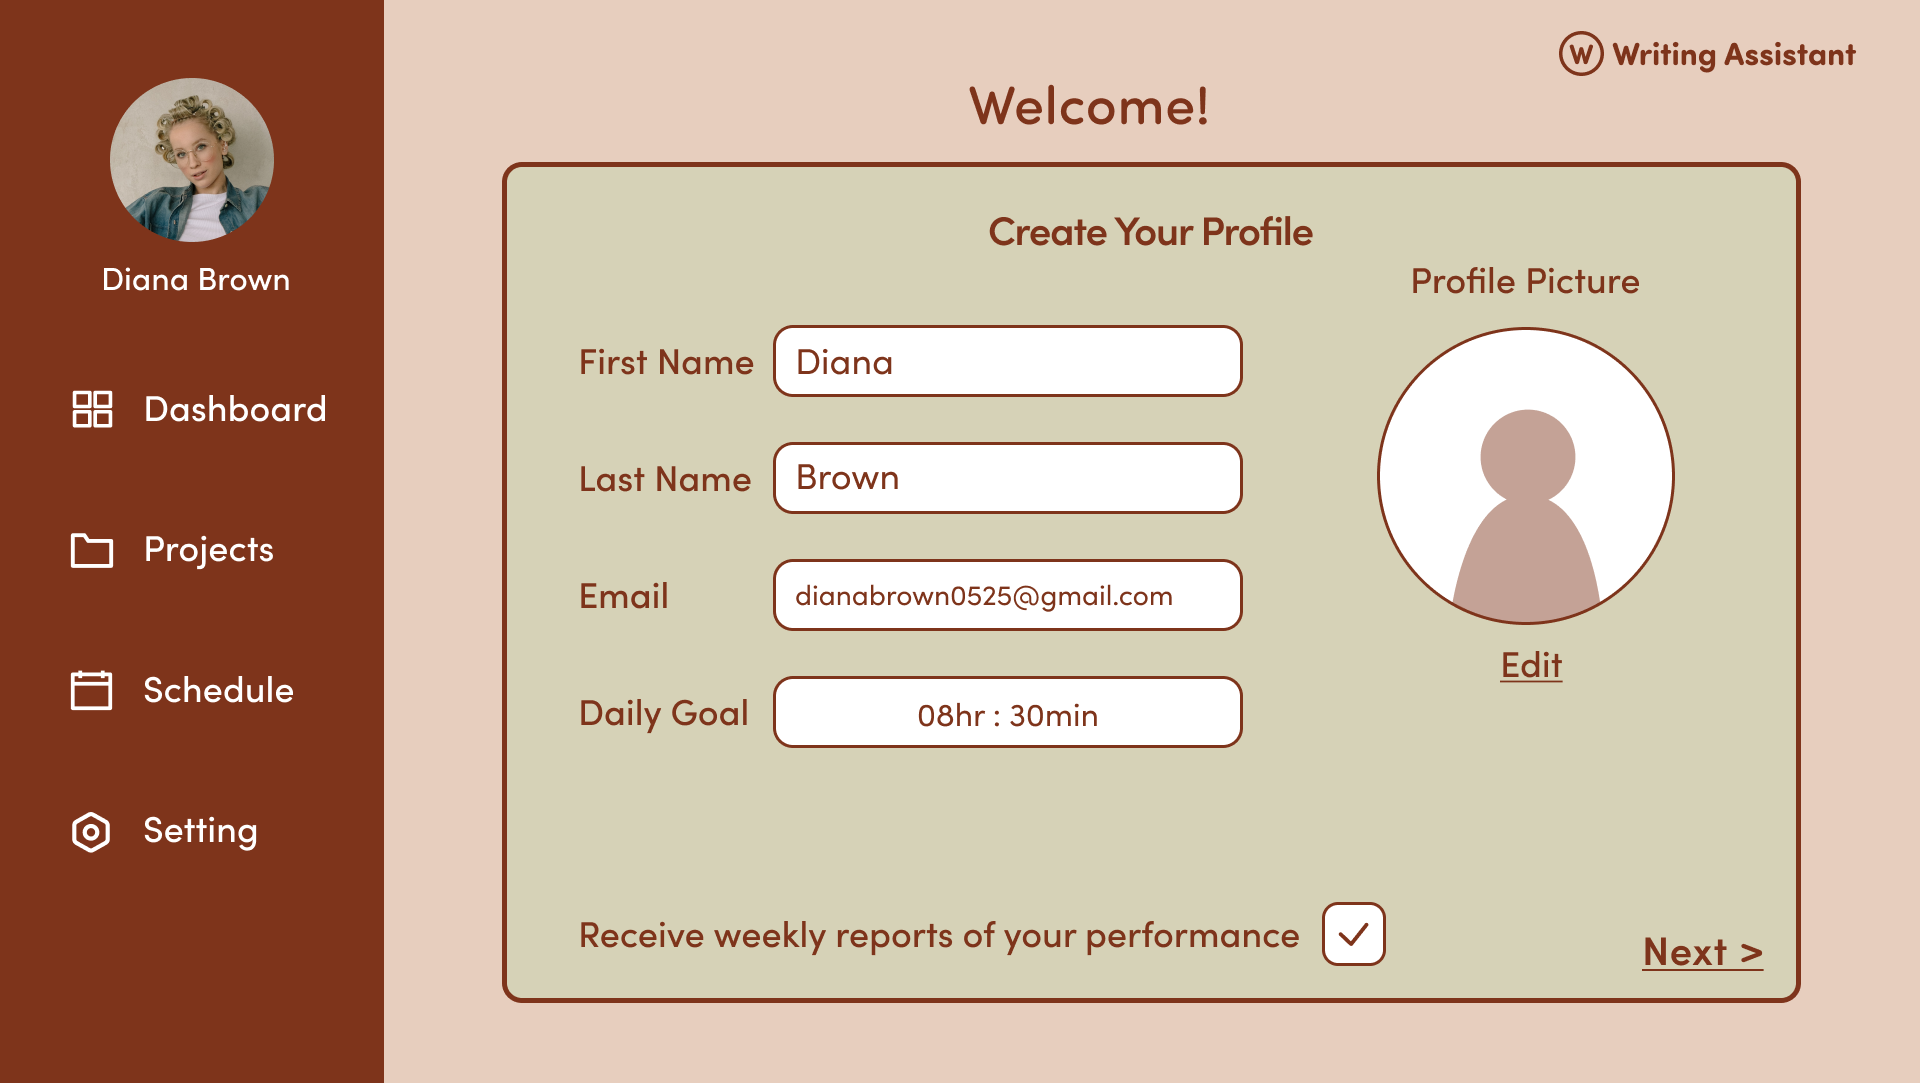 W Writing Assistant
Welcome!
Diana Brown
Dashboard
Projects
Schedule
Setting
Create Your Profile
Profile Picture
First Name Diana
Last Name Brown
Email dianabrown0525@gmail.com
Daily Goal 08hr : 30min
Edit
Receive weekly reports of your performance
Next >